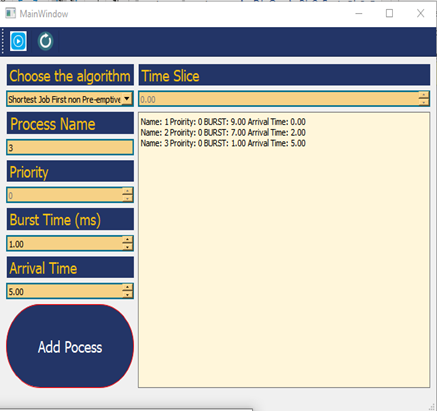 MainWindow
Choose the algorithm
Time Slice
Shortest Job First non Pre-emptive
0.00
Process Name
3
Priority
0
Burst Time (ms)
1.00
Arrival Time
5.00
Add Pocess
Name: 1 Proirity: 0 BURST: 9.00 Arrival Time: 0.00
Name: 2 Proirity: 0 BURST: 7.00 Arrival Time: 2.00
Name: 3 Proirity: 0 BURST: 1.00 Arrival Time: 5.00